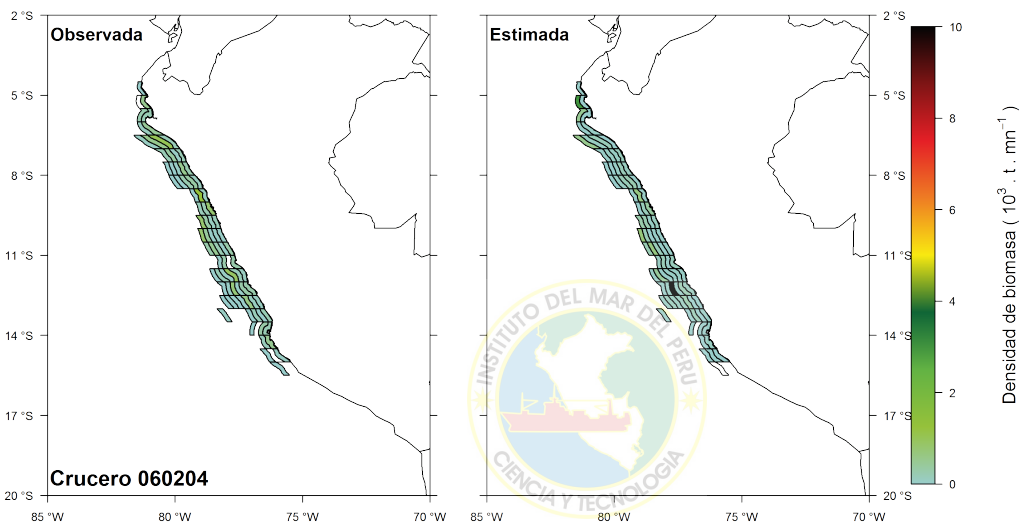 Observada
Crucero 060204
2 °S
5 °S
8 °S
11 °S
14 °S
17 °S
20 °S
85 °W
80 °W
75 °W
70 °W
Estimada
2 °S
5 °S
8 °S
11 °S
14 °S
17 °S
20 °S
85 °W
80 °W
75 °W
70 °W
INSTITUTO DEL MAR DEL PERU
CIENCIA Y TECNOLOGIA
10
8
6
4
2
0
Densidad de biomasa ( 10³ . t . mn⁻¹ )